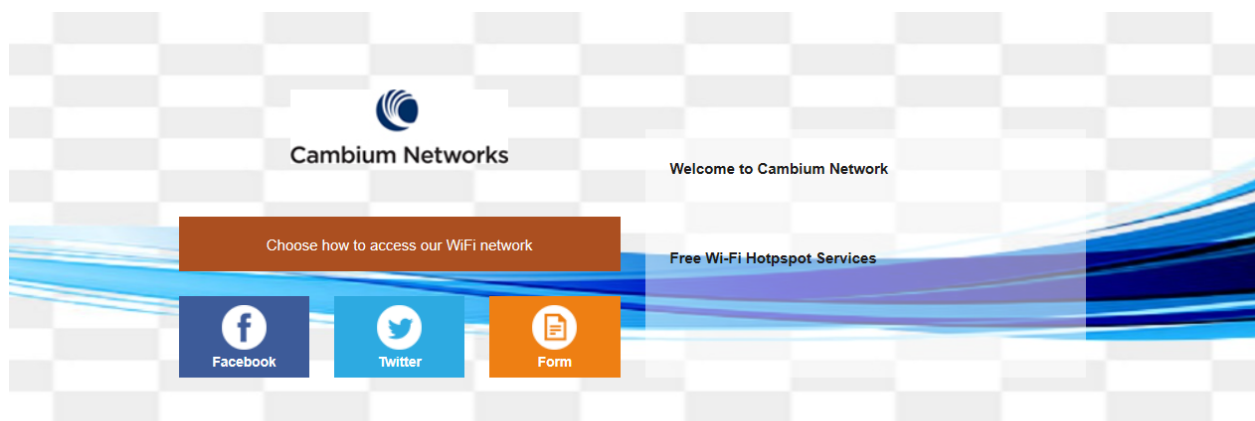 Cambium Networks
Choose how to access our WiFi network
Facebook
Twitter
Form
Welcome to Cambium Network
Free Wi-Fi Hotpspot Services